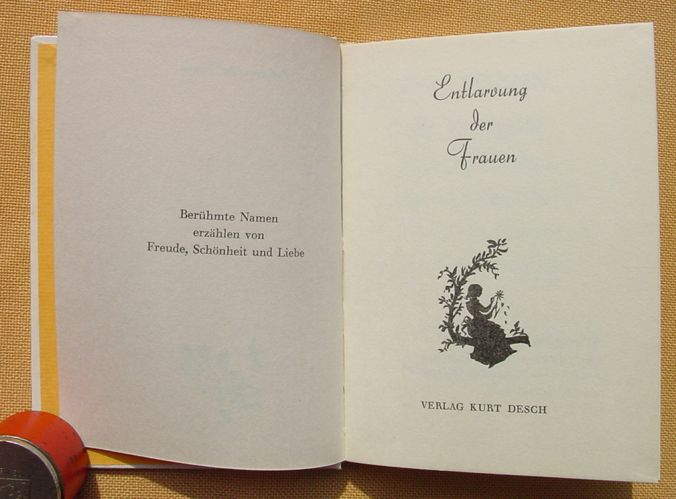 Berühmte Namen
erzählen von
Freude, Schönheit und Liebe
Entlarvung
der
Frauen
VERLAG KURT DESCH